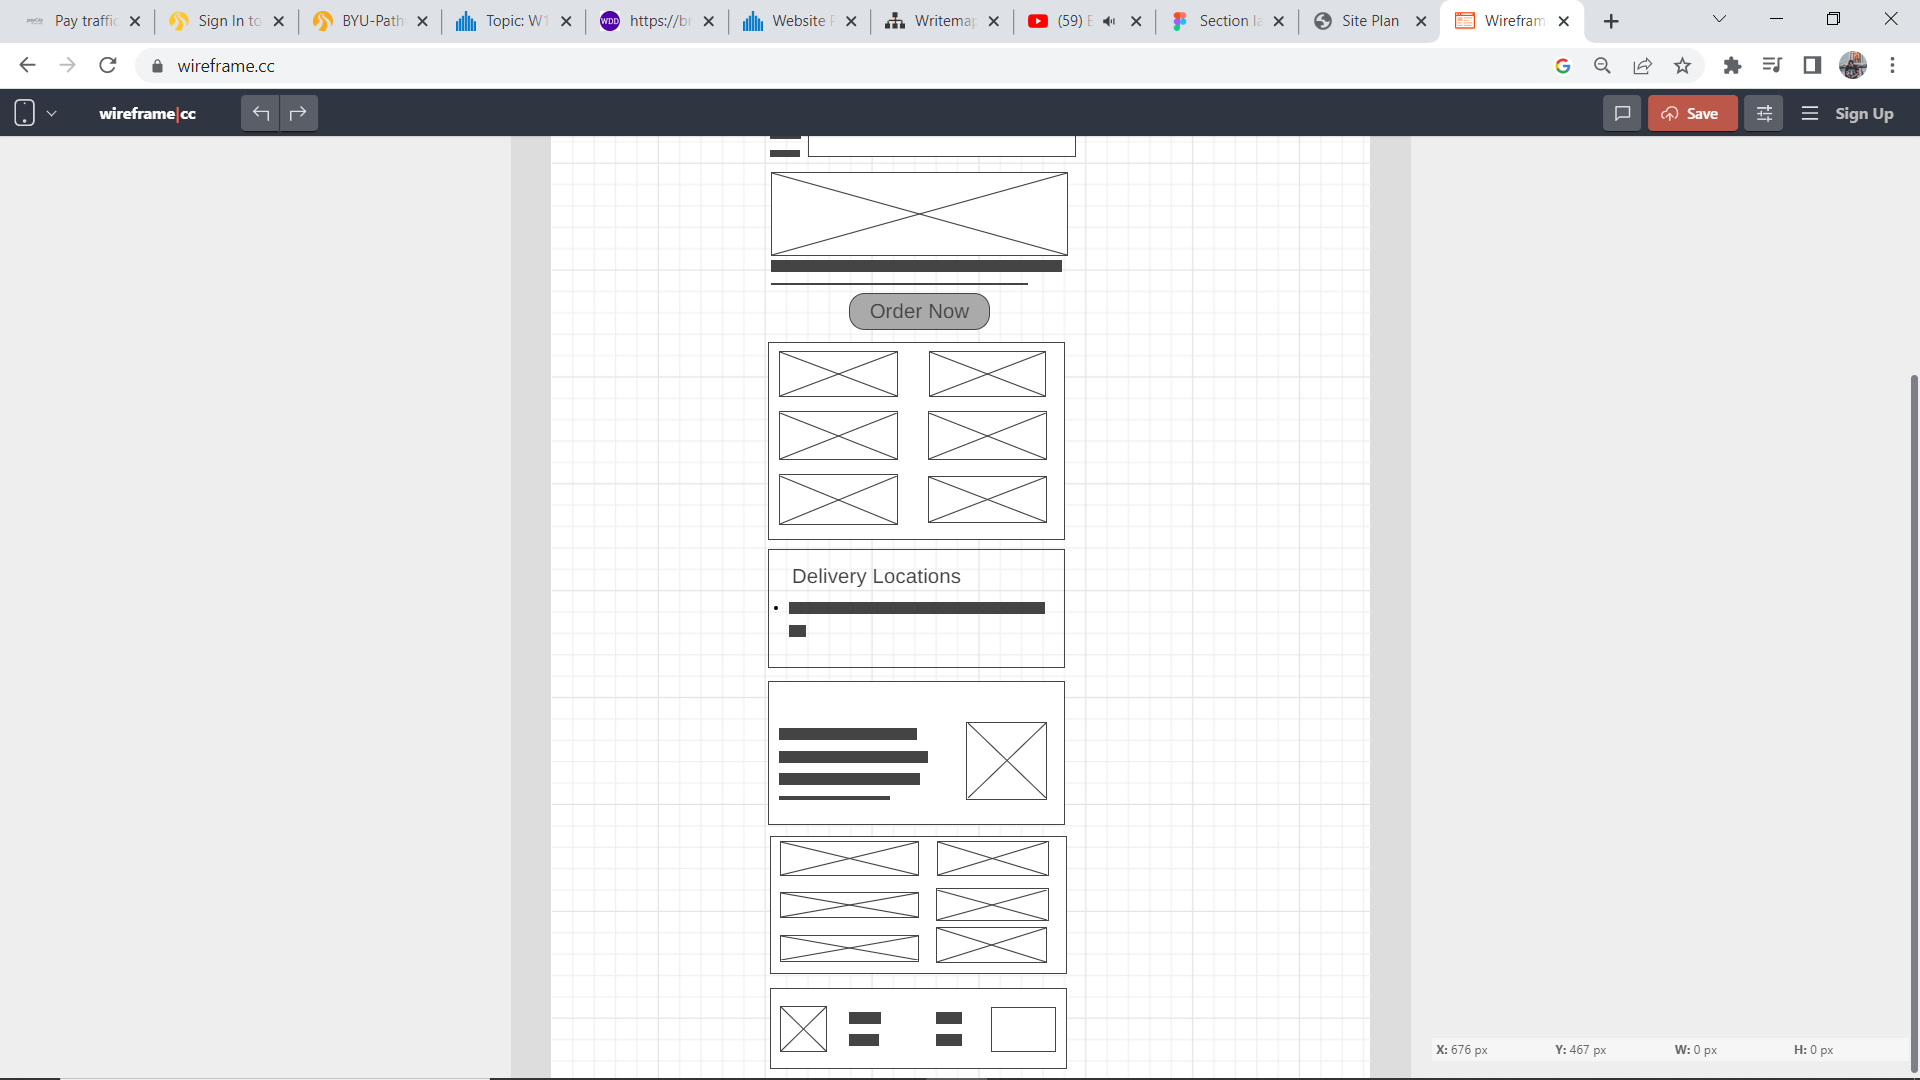 Pay traffic
Sign In to
BYU-Path
Topic: W1
WDD
https://br
Website P
Writemap
(59) E
Section la
Site Plan
Wirefram
wireframe.cc
wireframe|cc
Save
Sign Up
Order Now
Delivery Locations
X: 676 px Y: 467 px W: 0 px H: 0 px